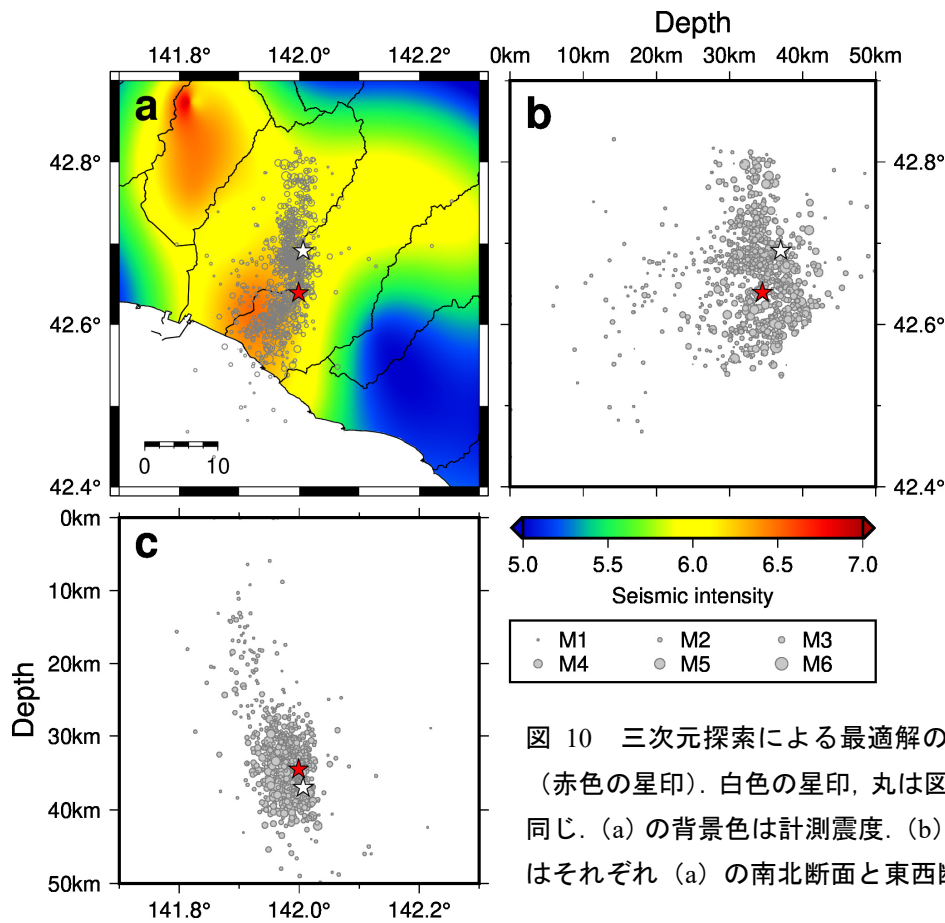 Depth
141.8° 142.0°
0km 10km 20km 30km 40km 50km
a
b
42.8°
42.8°
42.6°
42.6°
0 10
42.4°
42.4°
0km
c
10km
20km
30km
40km
50km
Depth
141.8° 142.0° 142.2°
5.0 5.5 6.0 6.5 7.0
Seismic intensity
M1 M2 M3
M4 M5 M6
図 10 三次元探索による最適解の
(赤色の星印). 白色の星印, 丸は図
同じ. (a) の背景色は計測震度. (b)
はそれぞれ (a) の南北断面と東西断